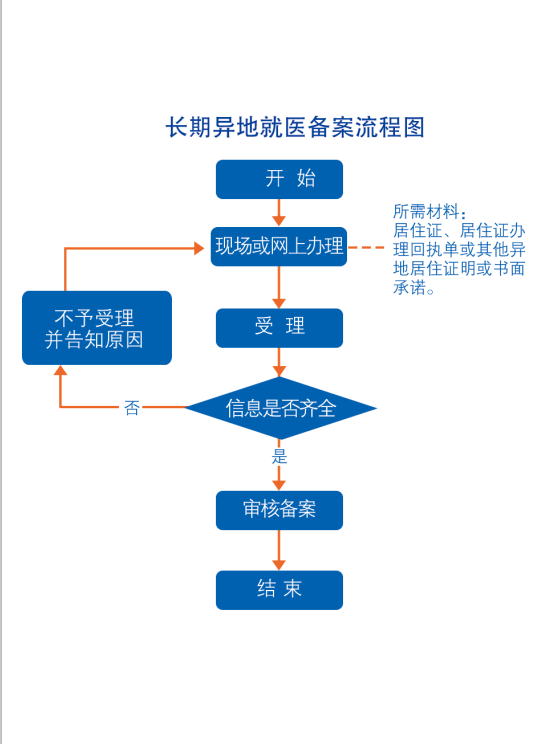 长期异地就医备案流程图
开 始
现场或网上办理
所需材料：
居住证、居住证办
理回执单或其他异
地居住证明或书面
承诺。
不予受理
并告知原因
受 理
否
信息是否齐全
是
审核备案
结 束